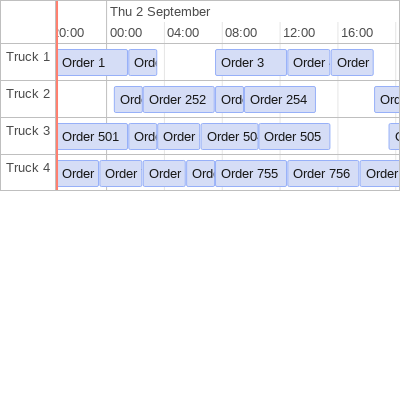 Thu 2 September
:00 00:00 04:00 08:00 12:00 16:00
Truck 1 Order 1 Ord Order 3 Order Order
Truck 2 Ord Order 252 Ord Order 254 Ord
Truck 3 Order 501 Ord Order Order 50 Order 505
Truck 4 Order Order Order Ord Order 755 Order 756 Order